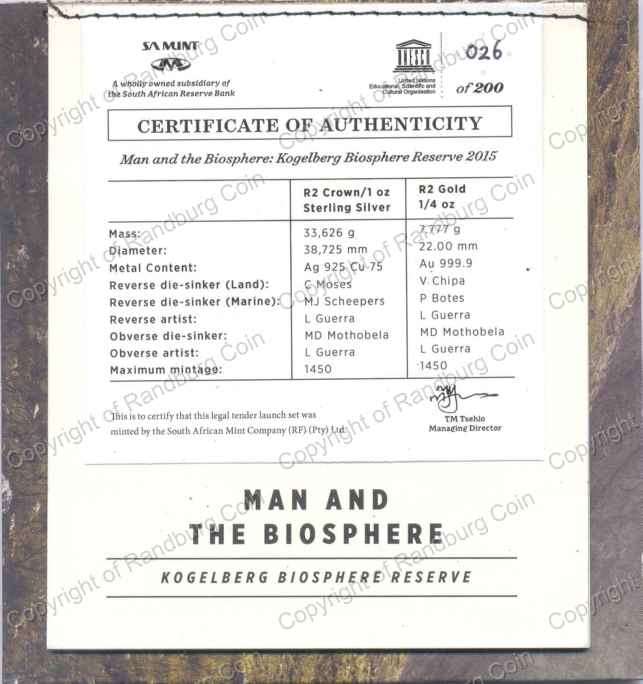 SA MINT
A wholly owned subsidiary of
the South African Reserve Bank
United Nations
Educational, Scientific and
Cultural Organisation
026
of 200
CERTIFICATE OF AUTHENTICITY
Man and the Biosphere: Kogelberg Biosphere Reserve 2015
R2 Crown/1 oz Sterling Silver R2 Gold 1/4 oz
Mass: 33,626 g 7,777 g
Diameter: 38,725 mm 22.00 mm
Metal Content: Ag 925 Cu 75 Au 999.9
Reverse die-sinker (Land): C Moses V Chipa
Reverse die-sinker (Marine): MJ Scheepers P Botes
Reverse artist: L Guerra L Guerra
Obverse die-sinker: MD Mothobela MD Mothobela
Obverse artist: L Guerra L Guerra
Maximum mintage: 1450 1450
This is to certify that this legal tender launch set was
minted by the South African Mint Company (RF) (Pty) Ltd.
TM Tsehlo
Managing Director
MAN AND
THE BIOSPHERE
KOGELBERG BIOSPHERE RESERVE
Copyright of Randburg Coin